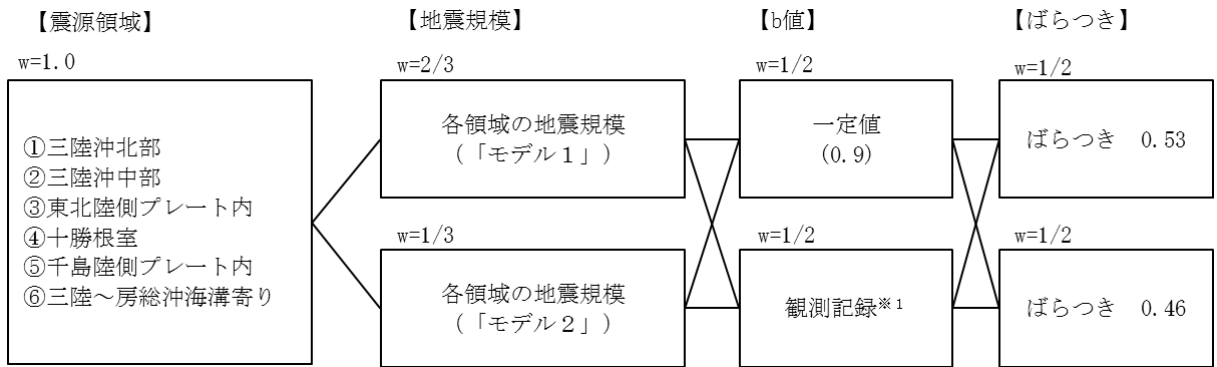 【震源領域】
【地震規模】
【b値】
【ばらつき】
w=1.0
w=2/3
w=1/2
w=1/2
①三陸沖北部
②三陸沖中部
③東北陸側プレート内
④十勝根室
⑤千島陸側プレート内
⑥三陸～房総沖海溝寄り
各領域の地震規模
（「モデル１」）
一定値
(0.9)
ばらつき 0.53
w=1/3
w=1/2
w=1/2
各領域の地震規模
（「モデル２」）
観測記録※1
ばらつき 0.46